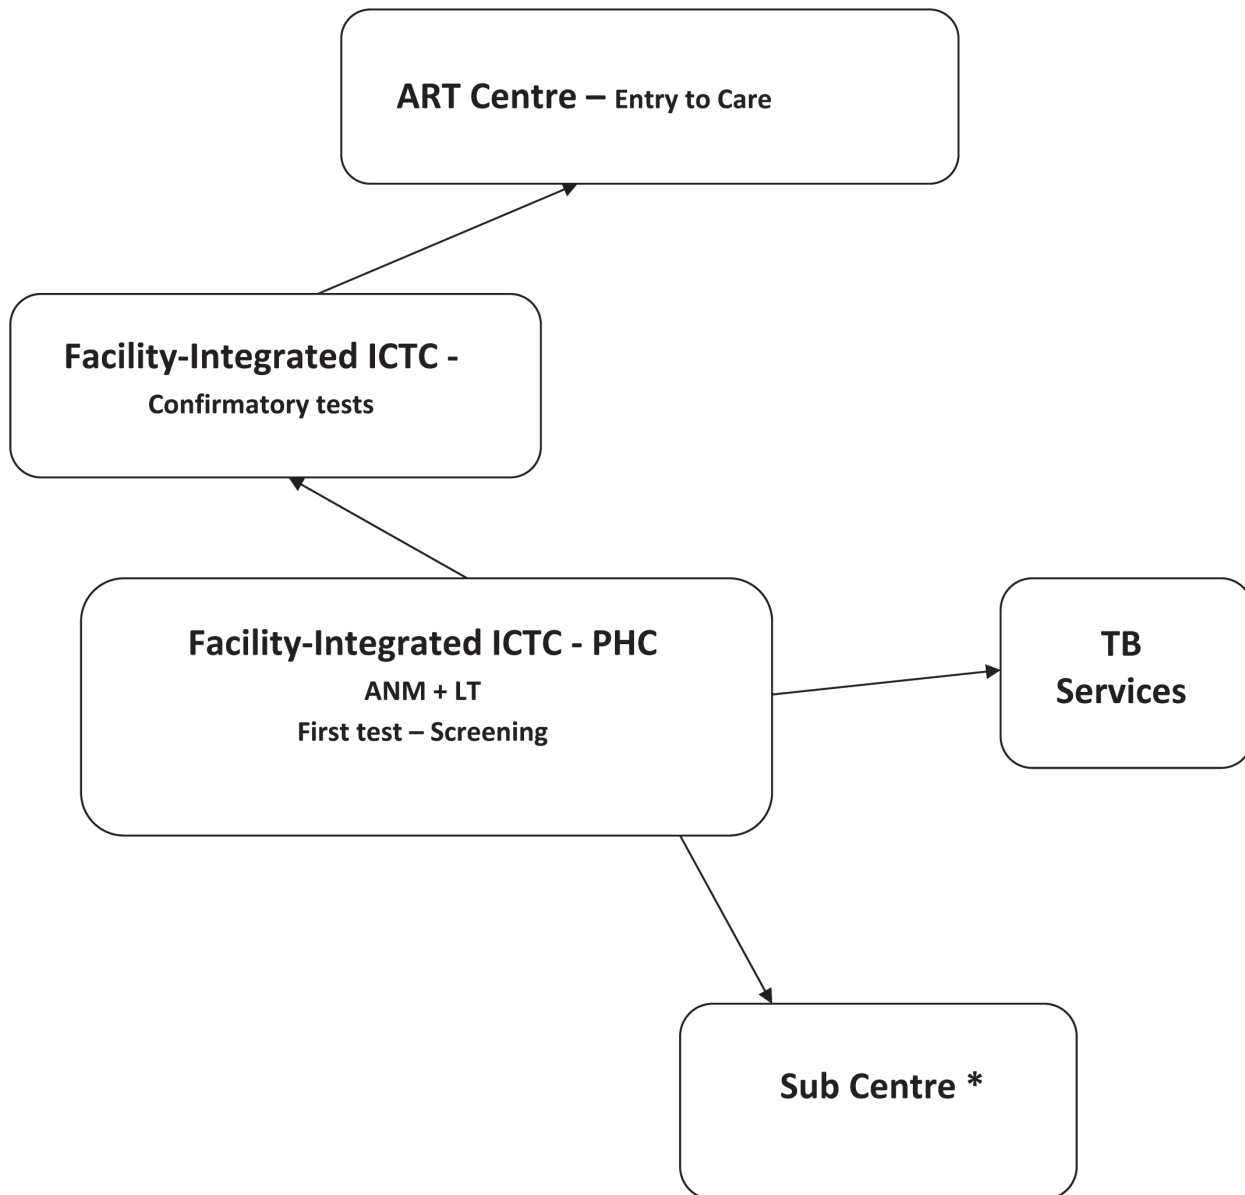 ART Centre – Entry to Care
Facility-Integrated ICTC -
Confirmatory tests
Facility-Integrated ICTC - PHC
ANM + LT
First test – Screening
TB
Services
Sub Centre *